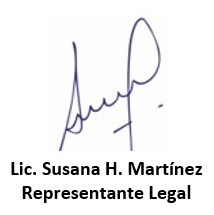 Lic. Susana H. Martínez
Representante Legal